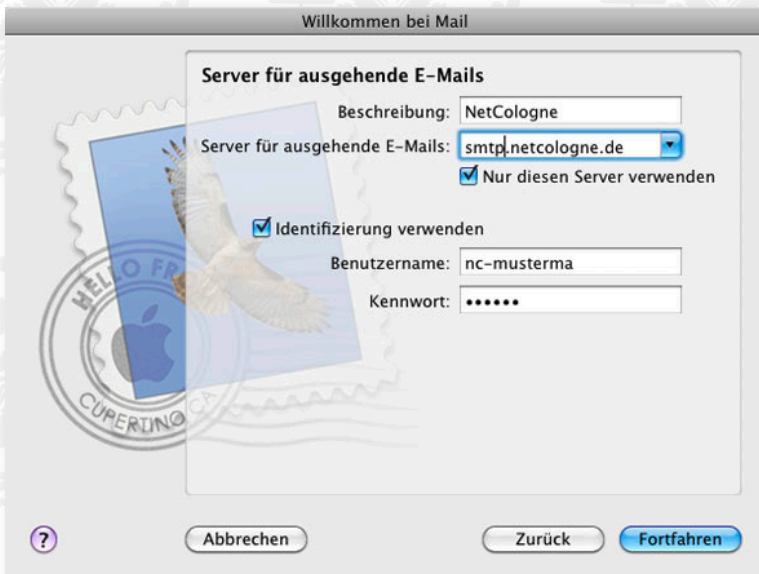 Willkommen bei Mail
Server für ausgehende E-Mails
Beschreibung: NetCologne
Server für ausgehende E-Mails: smtp.netcologne.de
Nur diesen Server verwenden
Identifizierung verwenden
Benutzername: nc-musterma
Kennwort: ••••••
HELLO FR
CUPERTINO CA
? Abbrechen Zurück Fortfahren